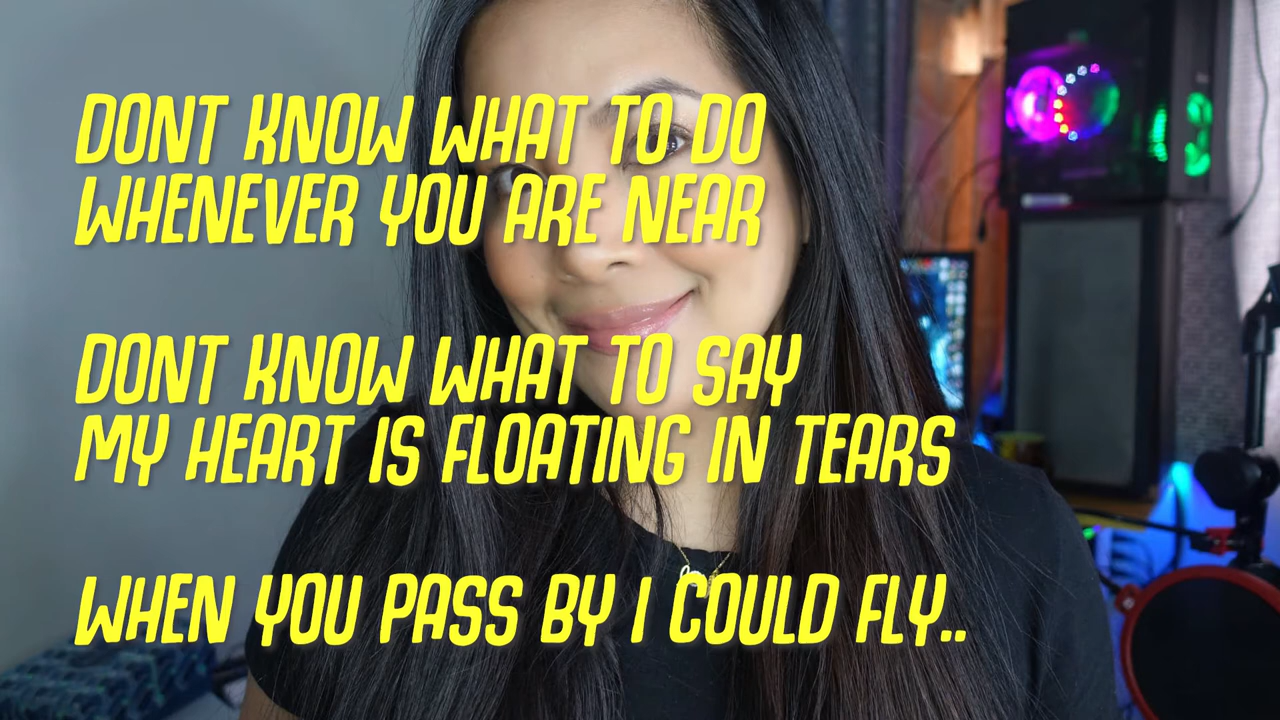 DONT KNOW WHAT TO DO
WHENEVER YOU ARE NEAR
DONT KNOW WHAT TO SAY
MY HEART IS FLOATING IN TEARS
WHEN YOU PASS BY I COULD FLY..